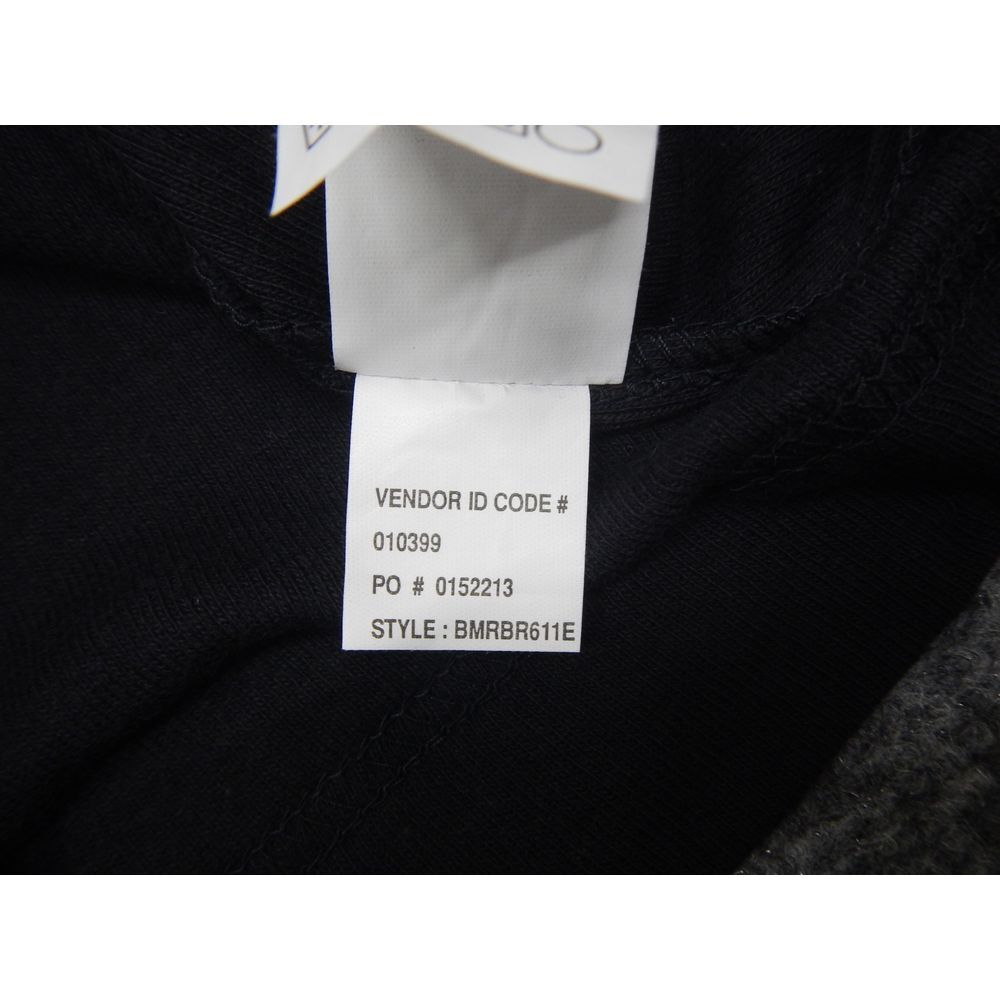 VENDOR ID CODE #
010399
PO # 0152213
STYLE : BMRBR611E